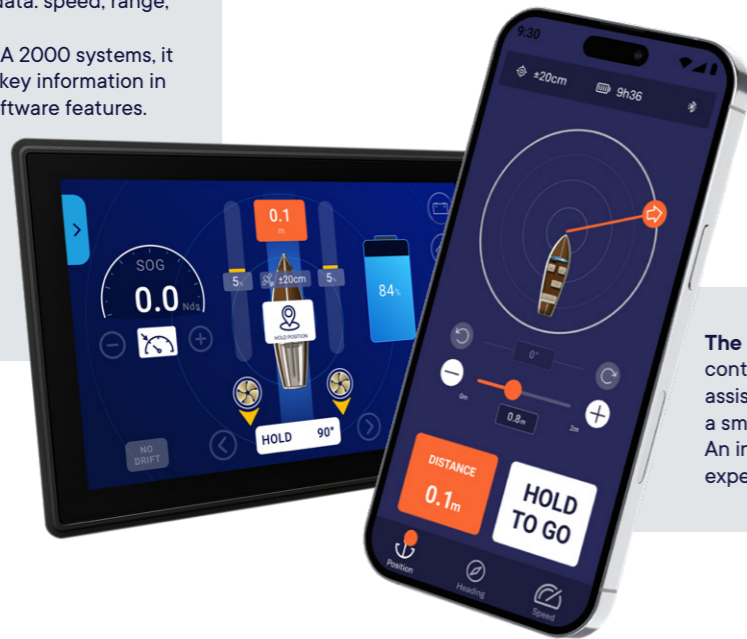 data: speed, range,
A 2000 systems, it
key information in
ftware features.
SOG
0.0 Nds
0.1
m
5%
±20cm
5%
84%
HOLD POSITION
HOLD 90°
NO
DRIFT
9:30
±20cm 9h36
0°
0m
0.8m
2m
DISTANCE
0.1m
HOLD
TO GO
Position
Heading
Speed
The
cont
assis
a sm
An in
expe